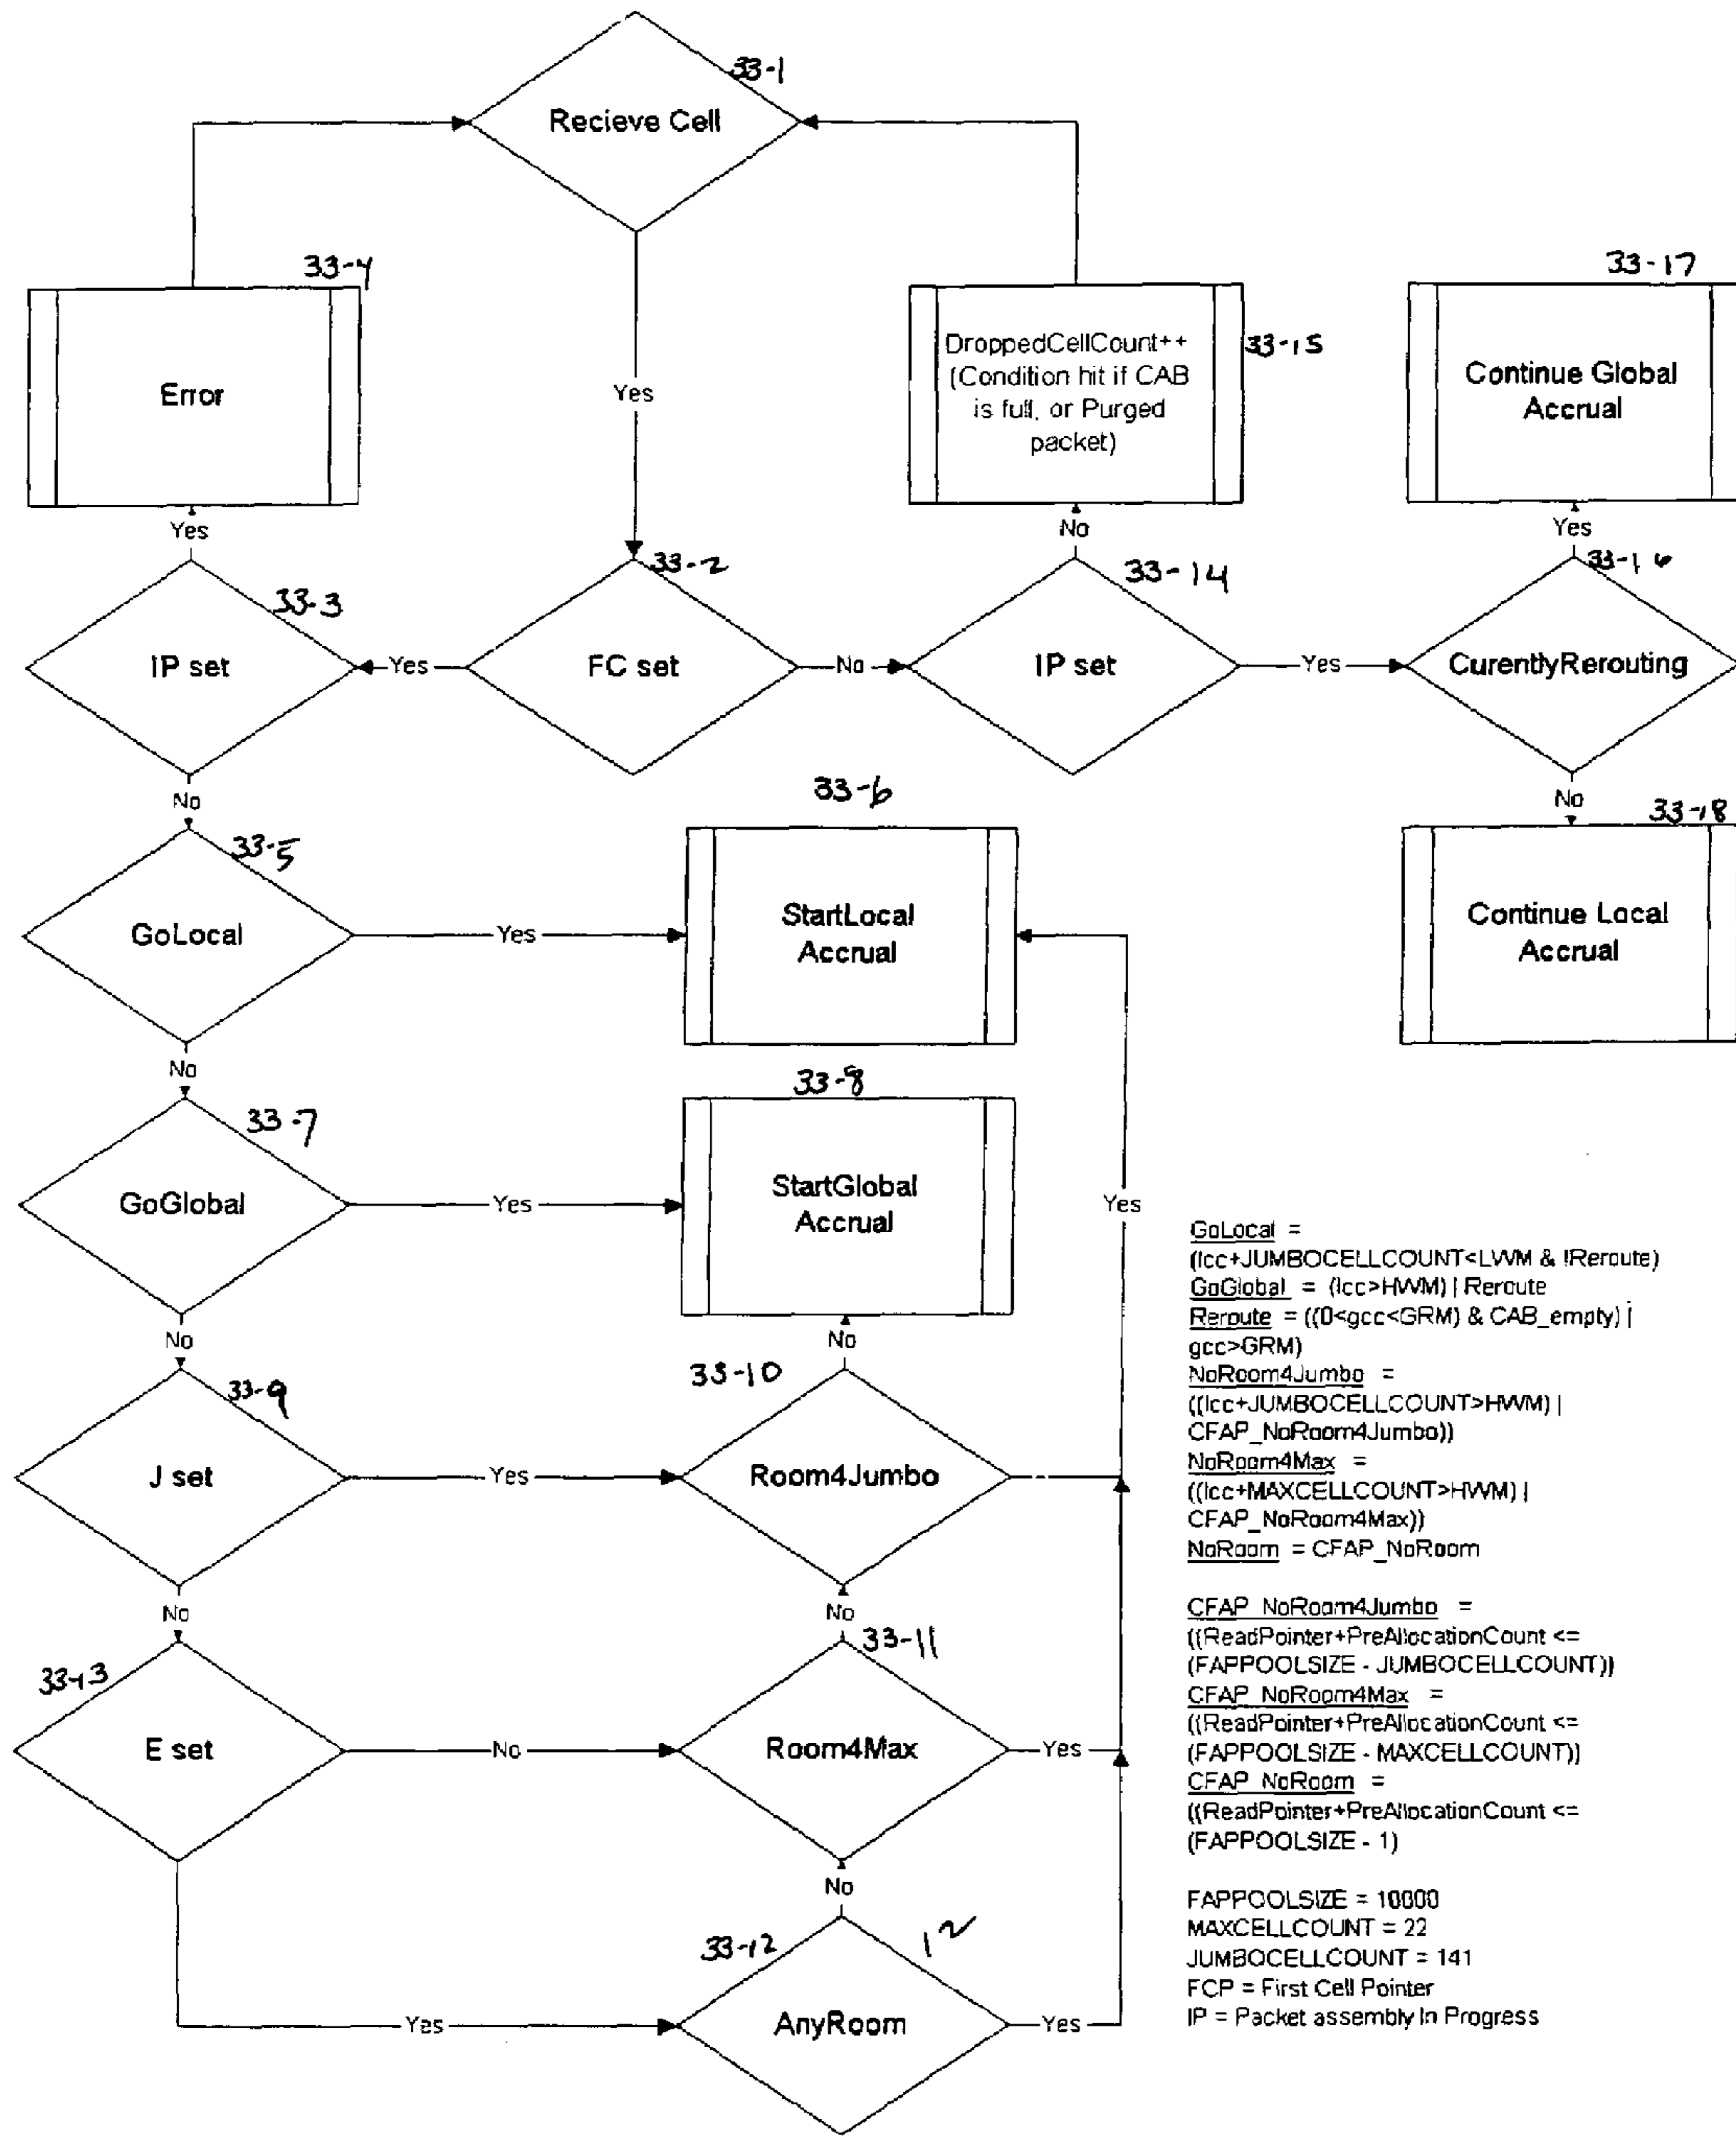 33-1
Recieve Cell
33-4
Error
Yes
DroppedCellCount++
(Condition hit if CAB
is full, or Purged
packet)
33-15
33-17
Continue Global
Accrual
Yes
No
Yes
33-3
IP set
Yes
33-2
FC set
No
33-14
IP set
Yes
33-16
CurentlyRerouting
No
No
33-5
GoLocal
Yes
33-6
StartLocal
Accrual
33-18
Continue Local
Accrual
No
33-7
GoGlobal
Yes
33-8
StartGlobal
Accrual
Yes
No
No
33-9
J set
Yes
33-10
Room4Jumbo
No
No
33-13
E set
No
33-11
Room4Max
Yes
No
Yes
33-12
12
AnyRoom
Yes
GoLocal =
(lcc+JUMBOCELLCOUNT<LWM & !Reroute)
GoGlobal = (lcc>HWM) | Reroute
Reroute = ((0<gcc<GRM) & CAB_empty) |
gcc>GRM)
NoRoom4Jumbo =
((lcc+JUMBOCELLCOUNT>HWM) |
CFAP_NoRoom4Jumbo))
NoRoom4Max =
((lcc+MAXCELLCOUNT>HWM) |
CFAP_NoRoom4Max))
NoRoom = CFAP_NoRoom
CFAP_NoRoom4Jumbo =
((ReadPointer+PreAllocationCount <=
(FAPPOOLSIZE - JUMBOCELLCOUNT))
CFAP_NoRoom4Max =
((ReadPointer+PreAllocationCount <=
(FAPPOOLSIZE - MAXCELLCOUNT))
CFAP_NoRoom =
((ReadPointer+PreAllocationCount <=
(FAPPOOLSIZE - 1)
FAPPOOLSIZE = 10000
MAXCELLCOUNT = 22
JUMBOCELLCOUNT = 141
FCP = First Cell Pointer
IP = Packet assembly In Progress